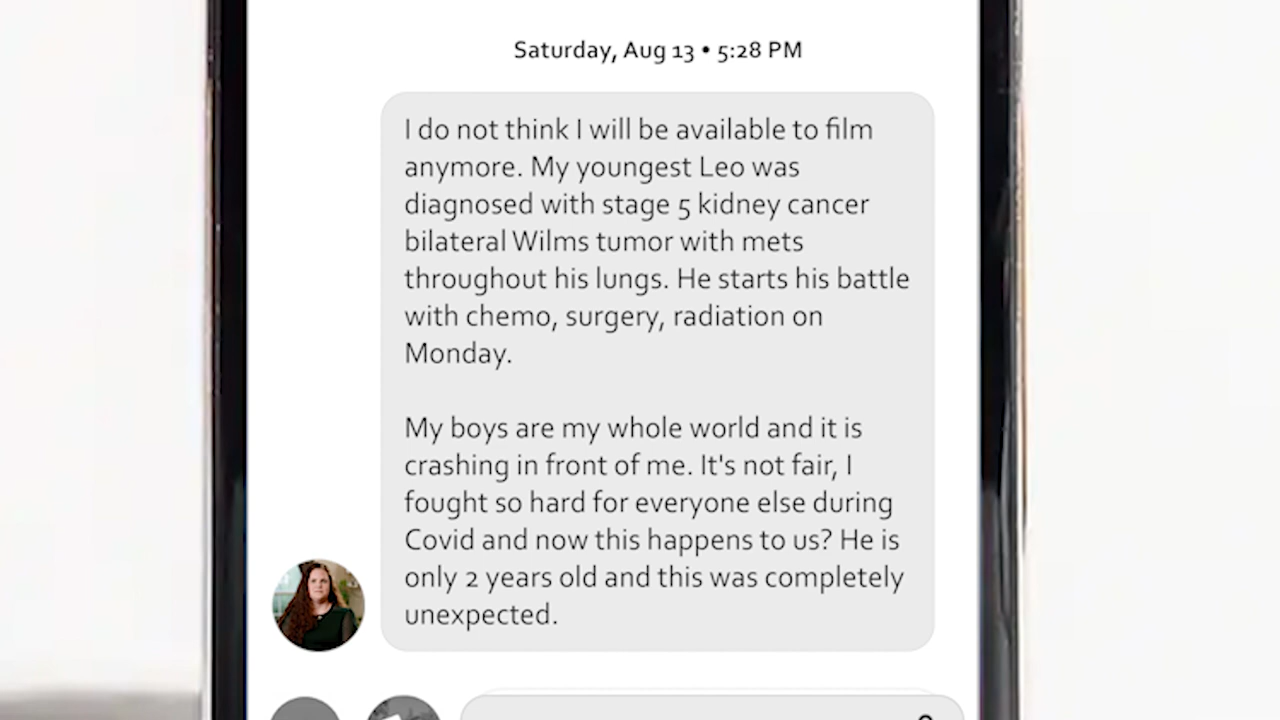 Saturday, Aug 13 • 5:28 PM
I do not think I will be available to film
anymore. My youngest Leo was
diagnosed with stage 5 kidney cancer
bilateral Wilms tumor with mets
throughout his lungs. He starts his battle
with chemo, surgery, radiation on
Monday.
My boys are my whole world and it is
crashing in front of me. It's not fair, I
fought so hard for everyone else during
Covid and now this happens to us? He is
only 2 years old and this was completely
unexpected.